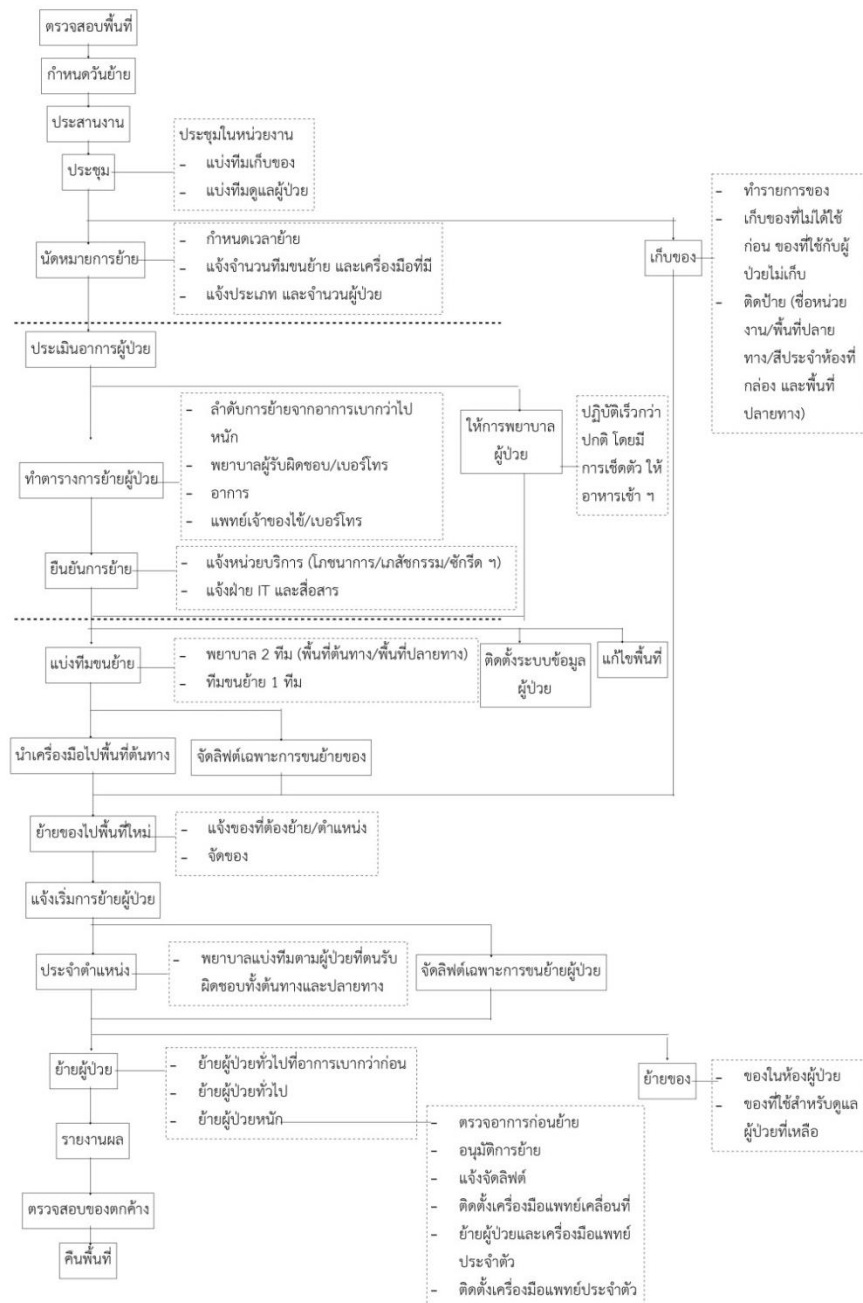 ตรวจสอบพื้นที่
กำหนดวันย้าย
ประสานงาน
ประชุม
ประชุมในหน่วยงาน
- แบ่งทีมเก็บของ
- แบ่งทีมดูแลผู้ป่วย
นัดหมายการย้าย
- กำหนดเวลาย้าย
- แจ้งจำนวนทีมขนย้าย และเครื่องมือที่มี
- แจ้งประเภท และจำนวนผู้ป่วย
เก็บของ
- ทำรายการของ
- เก็บของที่ไม่ได้ใช้
ก่อน ของที่ใช้กับผู้
ป่วยไม่เก็บ
- ติดป้าย (ชื่อหน่วย
งาน/พื้นที่ปลาย
ทาง/สีประจำห้องที่
กล่อง และพื้นที่
ปลายทาง)
ประเมินอาการผู้ป่วย
ทำตารางการย้ายผู้ป่วย
- ลำดับการย้ายจากอาการเบากว่าไป
หนัก
- พยาบาลผู้รับผิดชอบ/เบอร์โทร
- อาการ
- แพทย์เจ้าของไข้/เบอร์โทร
ให้การพยาบาล
ผู้ป่วย
ปฏิบัติเร็วกว่า
ปกติ โดยมี
การเช็ดตัว ให้
อาหารเช้า ฯ
ยืนยันการย้าย
- แจ้งหน่วยบริการ (โภชนาการ/เภสัชกรรม/ซักรีด ฯ)
- แจ้งฝ่าย IT และสื่อสาร
แบ่งทีมขนย้าย
- พยาบาล 2 ทีม (พื้นที่ต้นทาง/พื้นที่ปลายทาง)
- ทีมขนย้าย 1 ทีม
ติดตั้งระบบข้อมูล
ผู้ป่วย
แก้ไขพื้นที่
นำเครื่องมือไปพื้นที่ต้นทาง
จัดลิฟต์เฉพาะการขนย้ายของ
ย้ายของไปพื้นที่ใหม่
- แจ้งของที่ต้องย้าย/ตำแหน่ง
- จัดของ
แจ้งเริ่มการย้ายผู้ป่วย
ประจำตำแหน่ง
- พยาบาลแบ่งทีมตามผู้ป่วยที่ตนรับ
ผิดชอบทั้งต้นทางและปลายทาง
จัดลิฟต์เฉพาะการขนย้ายผู้ป่วย
ย้ายผู้ป่วย
- ย้ายผู้ป่วยทั่วไปที่อาการเบากว่าก่อน
- ย้ายผู้ป่วยทั่วไป
- ย้ายผู้ป่วยหนัก
ย้ายของ
- ของในห้องผู้ป่วย
- ของที่ใช้สำหรับดูแล
ผู้ป่วยที่เหลือ
- ตรวจอาการก่อนย้าย
- อนุมัติการย้าย
- แจ้งจัดลิฟต์
- ติดตั้งเครื่องมือแพทย์เคลื่อนที่
- ย้ายผู้ป่วยและเครื่องมือแพทย์
ประจำตัว
- ติดตั้งเครื่องมือแพทย์ประจำตัว
รายงานผล
ตรวจสอบของตกค้าง
คืนพื้นที่